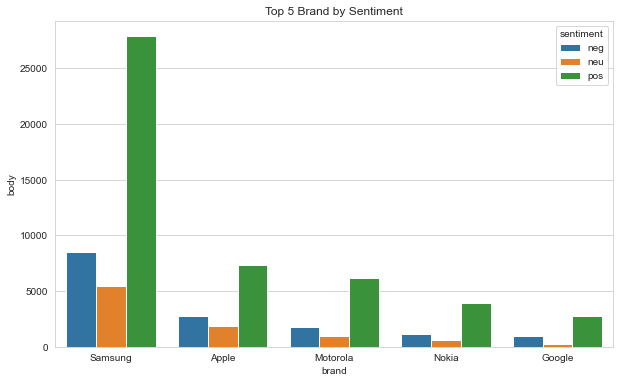 Top 5 Brand by Sentiment
sentiment
neg
neu
pos
25000
20000
15000
10000
5000
0
body
Samsung Apple Motorola Nokia Google
brand